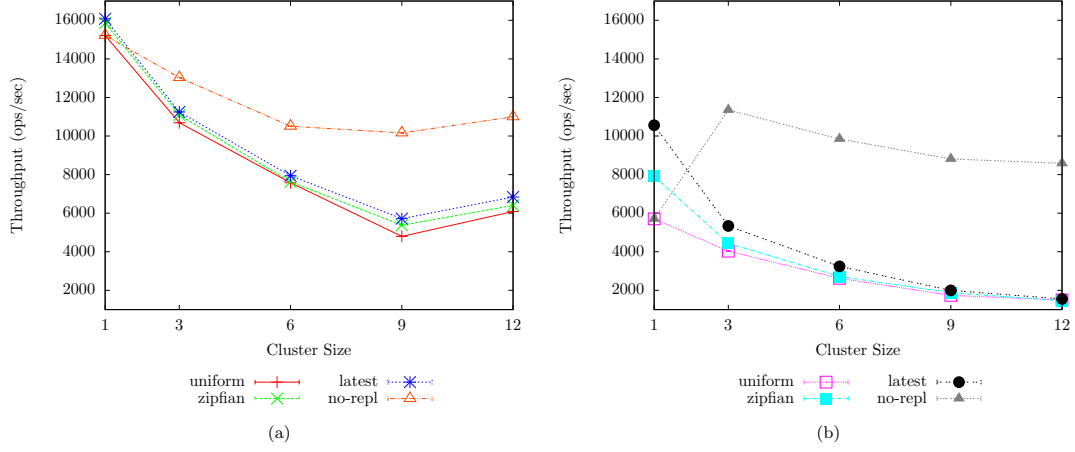 16000
14000
12000
10000
8000
6000
4000
2000
Throughput (ops/sec)
1 3 6 9 12
Cluster Size
uniform latest
zipfian no-repl
(a)
16000
14000
12000
10000
8000
6000
4000
2000
Throughput (ops/sec)
1 3 6 9 12
Cluster Size
uniform latest
zipfian no-repl
(b)